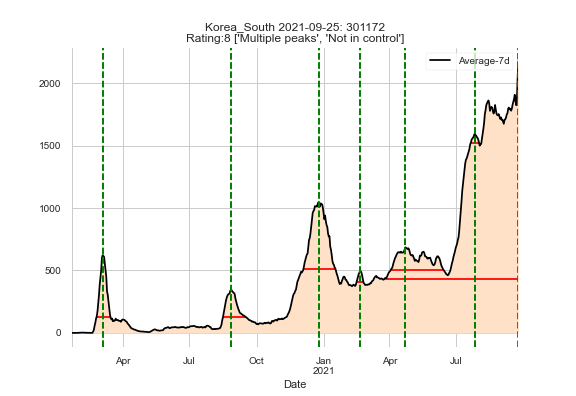 Korea_South 2021-09-25: 301172
Rating:8 ['Multiple peaks', 'Not in control']
Average-7d
2000
1500
1000
500
0
Apr
Jul
Oct
Jan
2021
Apr
Jul
Date